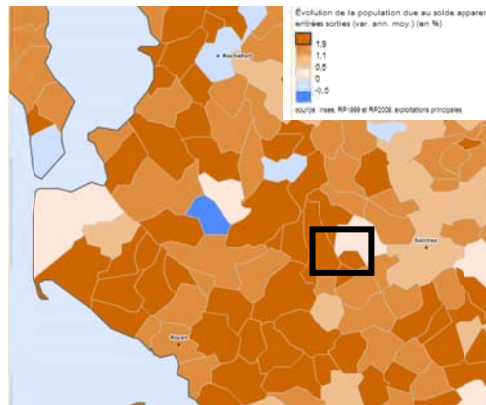 Évolution de la population due au solde apparent
entrées sorties (var. ann. moy.) (en %)
1,9
1,1
0,5
0
-0,5
source : Insee, RP1999 et RP2009, exploitations principales
Rochefort
Saintes
Royan